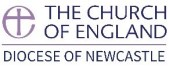 THE CHURCH
OF ENGLAND
DIOCESE OF NEWCASTLE